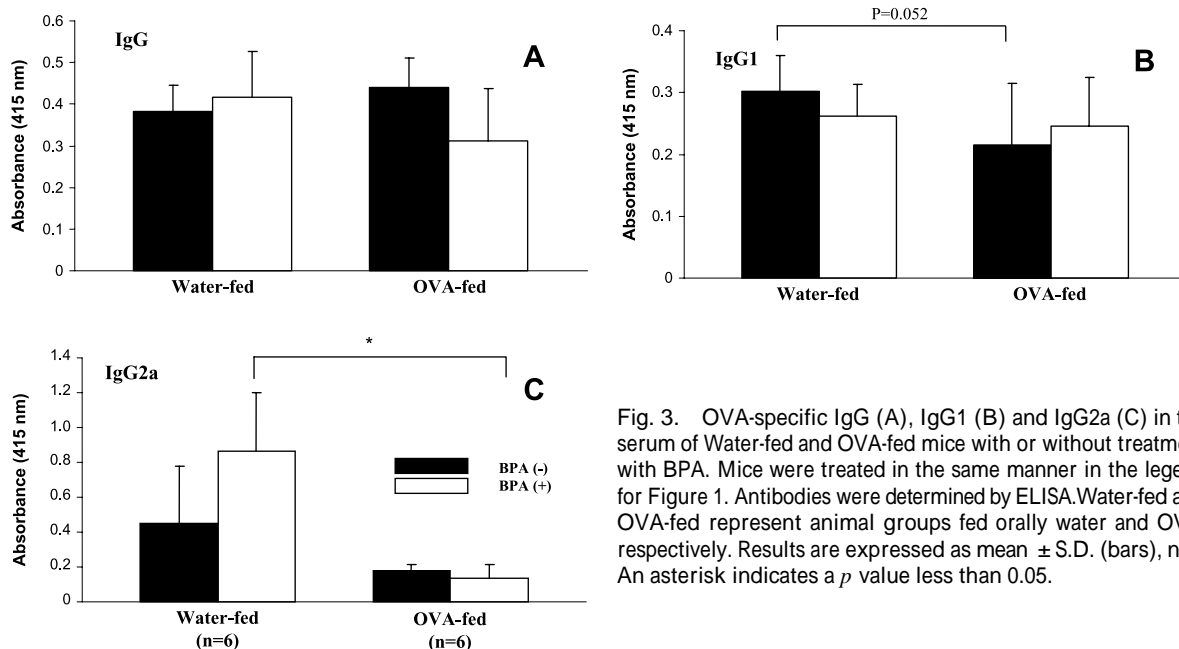 IgG
A
Absorbance (415 nm)
0.6
0.5
0.4
0.3
0.2
0.1
0
Water-fed
OVA-fed
P=0.052
IgG1
B
Absorbance (415 nm)
0.4
0.3
0.2
0.1
0
Water-fed
OVA-fed
*
IgG2a
C
Absorbance (415 nm)
1.4
1.2
1.0
0.8
0.6
0.4
0.2
0
BPA (-)
BPA (+)
Water-fed
(n=6)
OVA-fed
(n=6)
Fig. 3. OVA-specific IgG (A), IgG1 (B) and IgG2a (C) in
serum of Water-fed and OVA-fed mice with or without
with BPA. Mice were treated in the same manner in the
for Figure 1. Antibodies were determined by ELISA.Water-fed
OVA-fed represent animal groups fed orally water and
respectively. Results are expressed as mean ± S.D. (bars),
An asterisk indicates a p value less than 0.05.